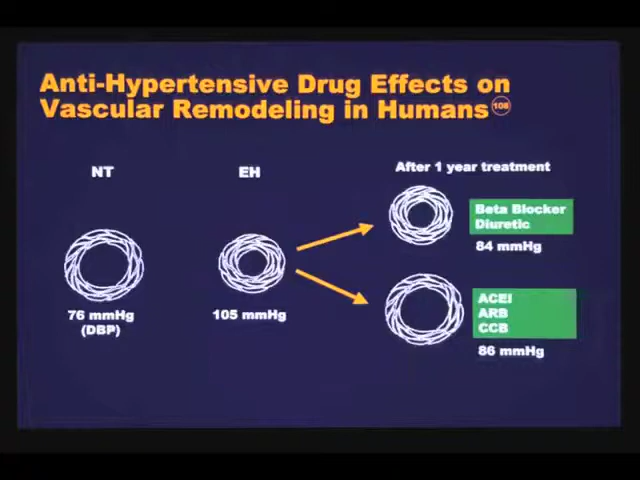 Anti-Hypertensive Drug Effects on
Vascular Remodeling in Humans 108
NT
EH
After 1 year treatment
Beta Blocker
Diuretic
84 mmHg
76 mmHg
(DBP)
105 mmHg
ACEI
ARB
CCB
86 mmHg